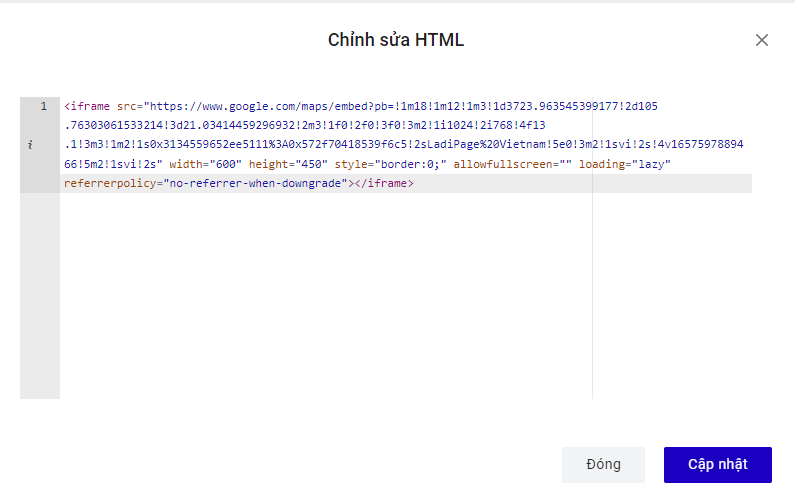 Chỉnh sửa HTML
1
<iframe src="https://www.google.com/maps/embed?pb=!1m18!1m12!1m3!1d3723.963545399177!2d105
.76303061533214!3d21.03414459296932!2m3!1f0!2f0!3f0!3m2!1i1024!2i768!4f13
i
.1!3m3!1m2!1s0x3134559652ee5111%3A0x572f70418539f6c5!2sLadiPage%20Vietnam!5e0!3m2!1svi!2s!4v16575978894
66!5m2!1svi!2s" width="600" height="450" style="border:0;" allowfullscreen="" loading="lazy"
referrerpolicy="no-referrer-when-downgrade"></iframe>
Đóng
Cập nhật